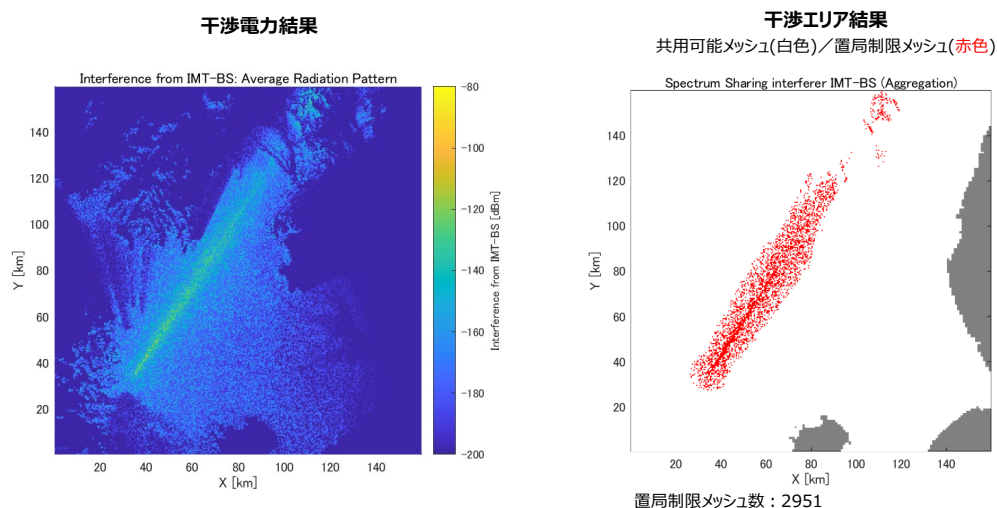 干渉電力結果
Interference from IMT-BS: Average Radiation Pattern
140
120
100
80
60
40
20
Y [km]
20 40 60 80 100 120 140
X [km]
-80
-100
-120
-140
-160
-180
-200
Interference from IMT-BS [dBm]
干渉エリア結果
共用可能メッシュ(白色)／置局制限メッシュ(赤色)
Spectrum Sharing interferer IMT-BS (Aggregation)
140
120
100
80
60
40
20
Y [km]
20 40 60 80 100 120 140
X [km]
置局制限メッシュ数：2951